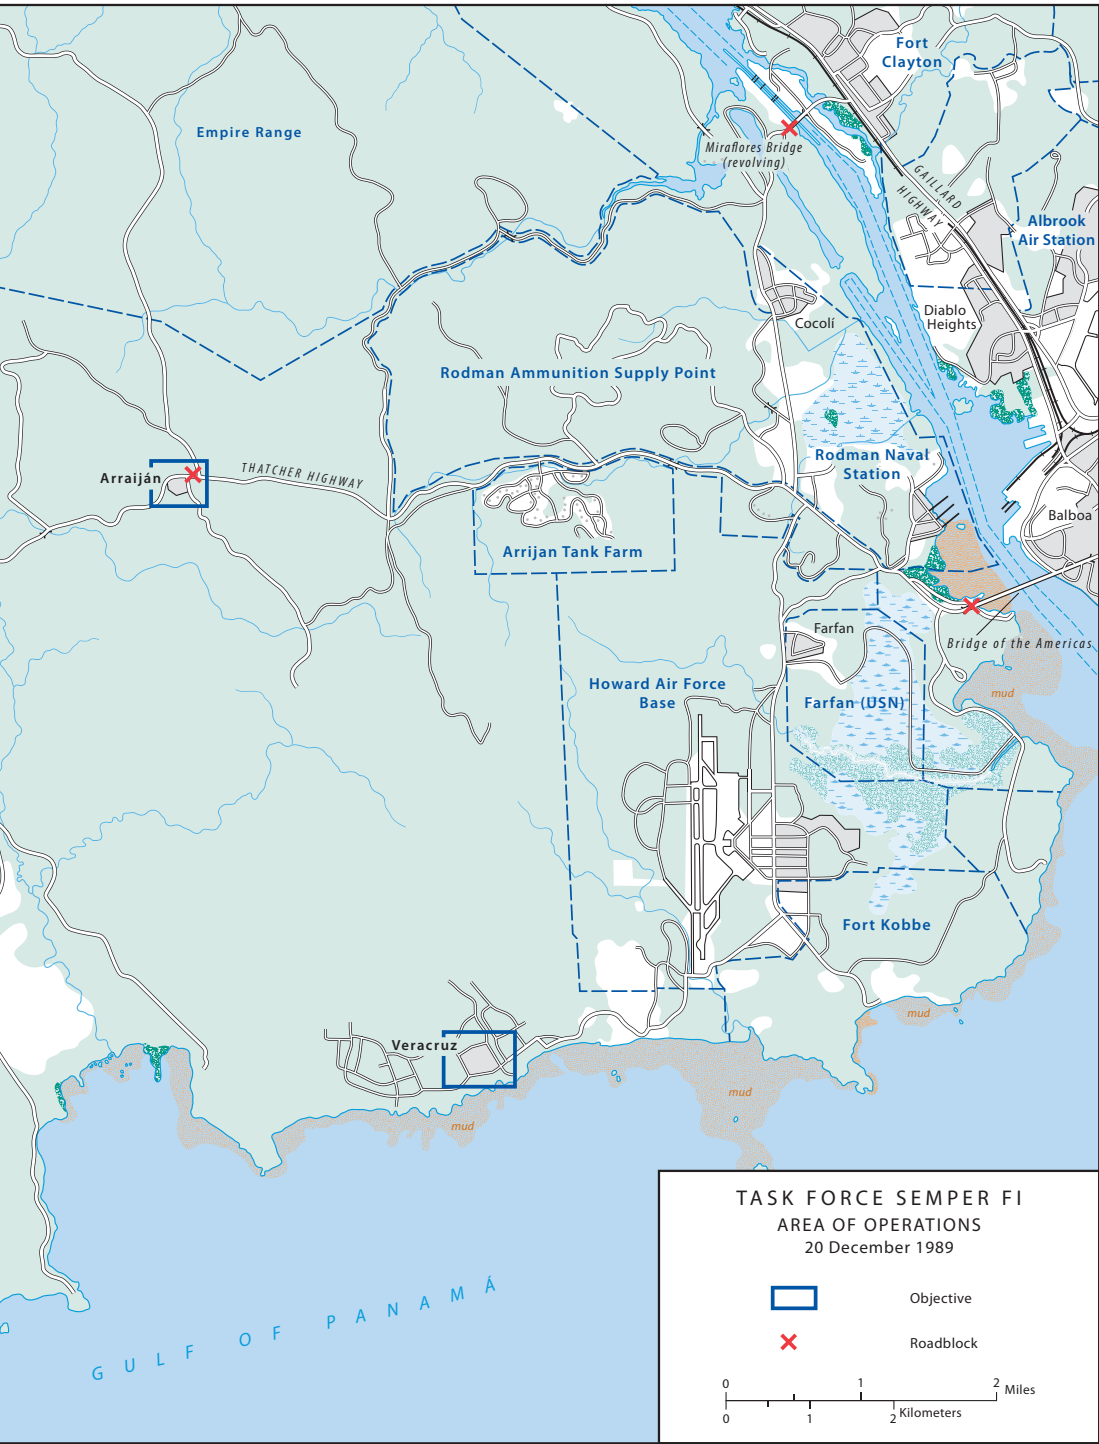 Fort
Clayton
Empire Range
Miraflores Bridge
(revolving)
GAILLARD
HIGHWAY
Albrook
Air Station
Diablo
Heights
Cocolí
Rodman Ammunition Supply Point
Rodman Naval
Station
Arraiján
THATCHER HIGHWAY
Balboa
Arrijan Tank Farm
Farfan
Bridge of the Americas
Howard Air Force
Base
mud
Farfan (USN)
Fort Kobbe
mud
Veracruz
mud
mud
GULF OF PANAMÁ
TASK FORCE SEMPER FI
AREA OF OPERATIONS
20 December 1989
Objective
Roadblock
0 1 2 Miles
0 1 2 Kilometers